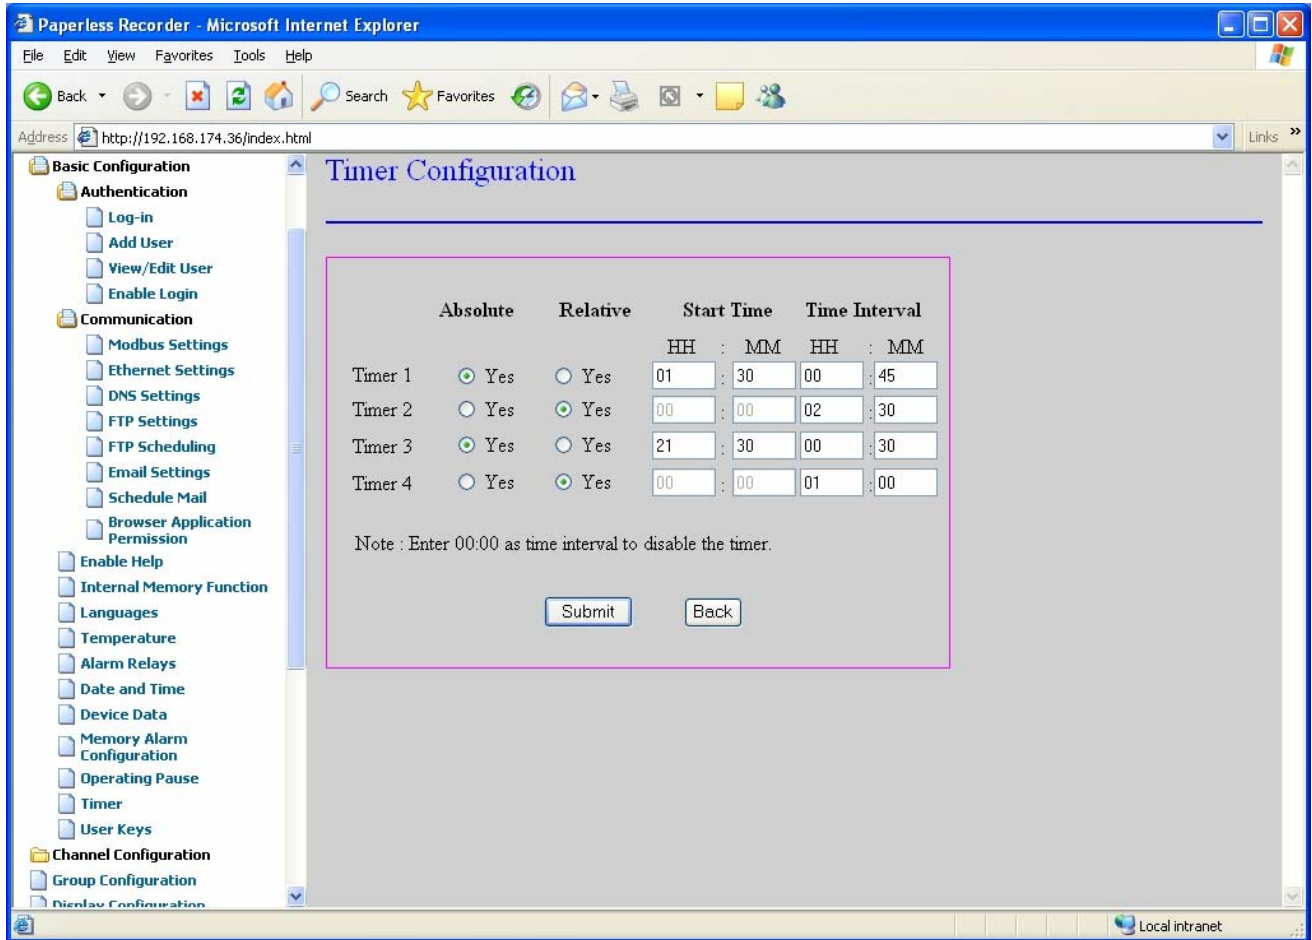 Paperless Recorder - Microsoft Internet Explorer
File Edit View Favorites Tools Help
Back Search Favorites
Address http://192.168.174.36/index.html Links »
Basic Configuration
Authentication
Log-in
Add User
View/Edit User
Enable Login
Communication
Modbus Settings
Ethernet Settings
DNS Settings
FTP Settings
FTP Scheduling
Email Settings
Schedule Mail
Browser Application
Permission
Enable Help
Internal Memory Function
Languages
Temperature
Alarm Relays
Date and Time
Device Data
Memory Alarm
Configuration
Operating Pause
Timer
User Keys
Channel Configuration
Group Configuration
Display Configuration
Timer Configuration
Absolute Relative Start Time Time Interval
HH : MM HH : MM
Timer 1 Yes Yes 01 : 30 00 : 45
Timer 2 Yes Yes 00 : 00 02 : 30
Timer 3 Yes Yes 21 : 30 00 : 30
Timer 4 Yes Yes 00 : 00 01 : 00
Note : Enter 00:00 as time interval to disable the timer.
Submit Back
Local intranet